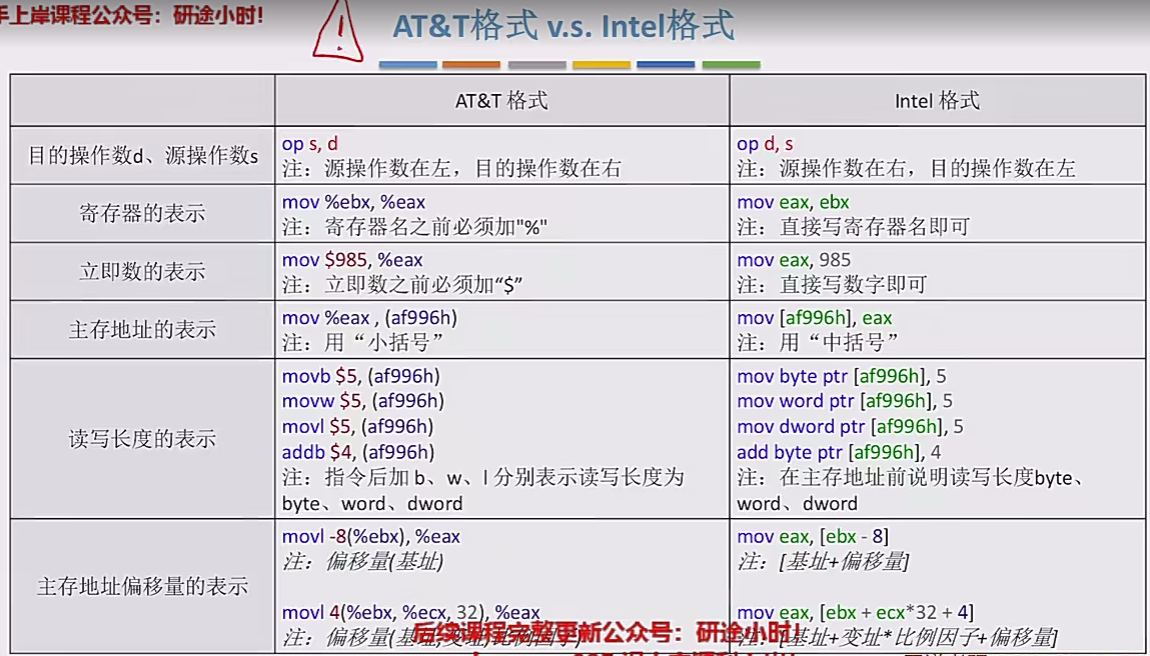 手上岸课程公众号：研途小时!
AT&T格式 v.s. Intel格式
AT&T 格式
Intel 格式
目的操作数d、源操作数s
op s, d
注：源操作数在左，目的操作数在右
op d, s
注：源操作数在右，目的操作数在左
寄存器的表示
mov %ebx, %eax
注：寄存器名之前必须加"%"
mov eax, ebx
注：直接写寄存器名即可
立即数的表示
mov $985, %eax
注：立即数之前必须加“$”
mov eax, 985
注：直接写数字即可
主存地址的表示
mov %eax , (af996h)
注：用“小括号”
mov [af996h], eax
注：用“中括号”
读写长度的表示
movb $5, (af996h)
movw $5, (af996h)
movl $5, (af996h)
addb $4, (af996h)
注：指令后加 b、w、l 分别表示读写长度为
byte、word、dword
mov byte ptr [af996h], 5
mov word ptr [af996h], 5
mov dword ptr [af996h], 5
add byte ptr [af996h], 4
注：在主存地址前说明读写长度byte、
word、dword
主存地址偏移量的表示
movl -8(%ebx), %eax
注：偏移量(基址)
movl 4(%ebx, %ecx, 32), %eax
注：偏移量(基址,变址,比例因子)
mov eax, [ebx - 8]
注：[基址+偏移量]
mov eax, [ebx + ecx*32 + 4]
注：[基址+变址*比例因子+偏移量]
后续课程完整更新公众号：研途小时!